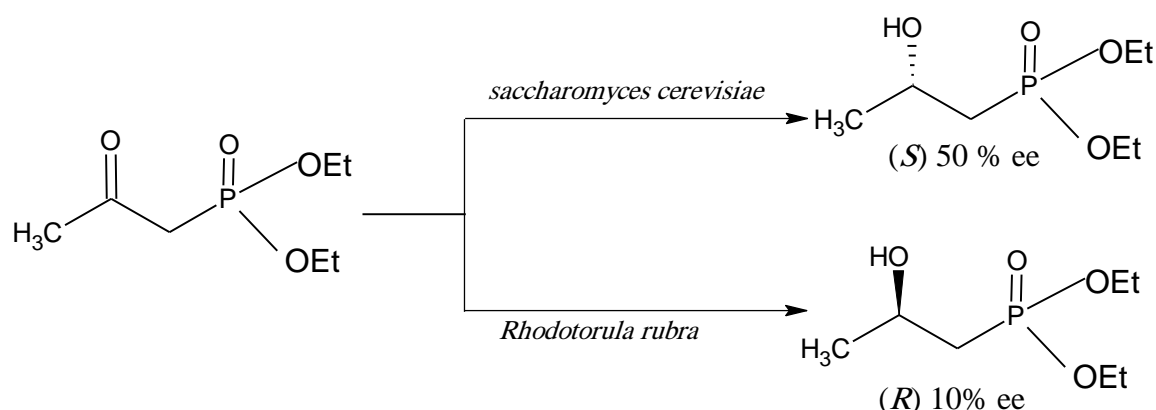 HO
O
P
OEt
OEt
H3C
saccharomyces cerevisiae
(S) 50 % ee
O
O
P
OEt
OEt
H3C
HO
O
P
OEt
OEt
H3C
Rhodotorula rubra
(R) 10% ee